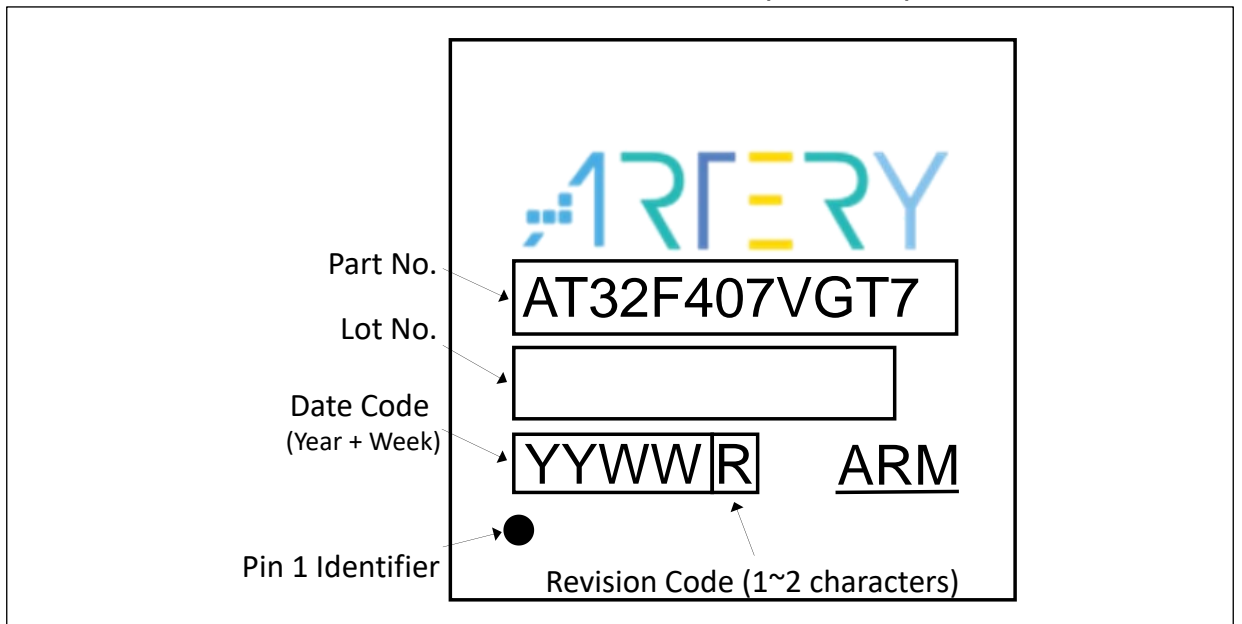 ARTERY
Part No.
AT32F407VGT7
Lot No.
Date Code
(Year + Week)
YYWW R
ARM
Pin 1 Identifier
Revision Code (1~2 characters)